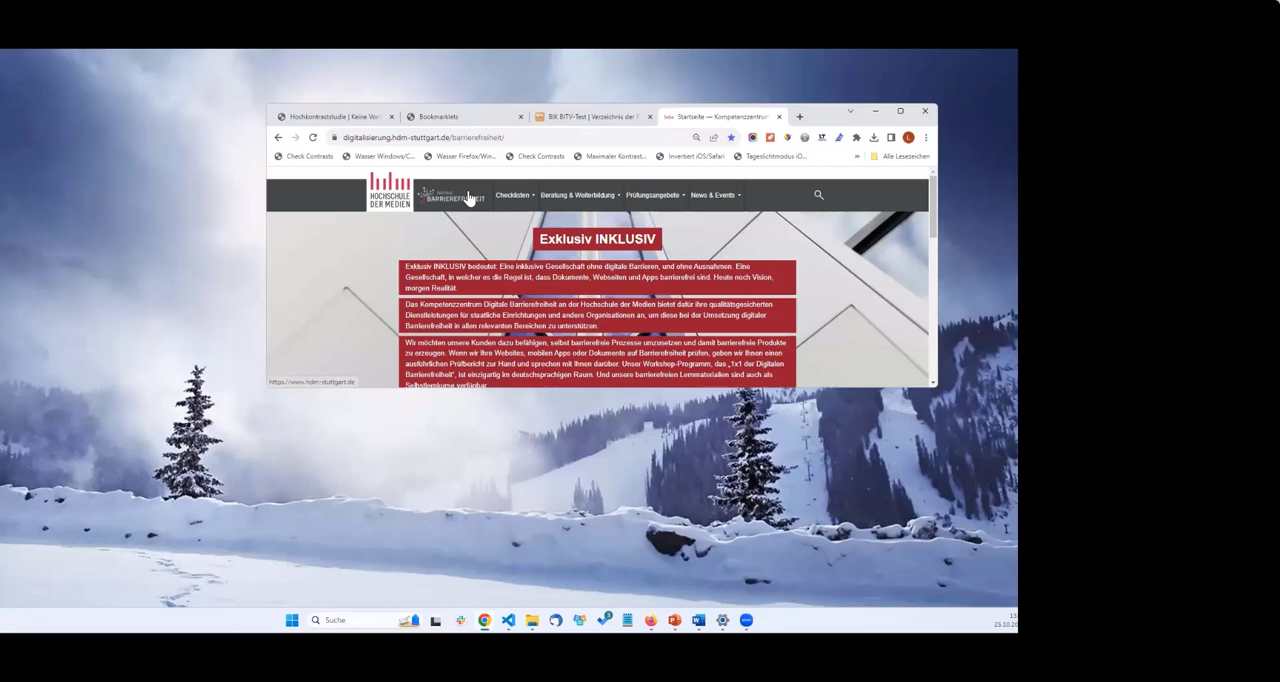 Hochkontraststudie | Keine Vor
Bookmarklets
BIK BITV-Test | Verzeichnis der P
Startseite — Kompetenzzentrum
digitalisierung.hdm-stuttgart.de/barrierefreiheit/
Check Contrasts
Wasser Windows/C...
Wasser Firefox/Win...
Check Contrasts
Maximaler Kontrast...
Invertiert iOS/Safari
Tageslichtmodus iO...
»
Alle Lesezeichen
HOCHSCHULE
DER MEDIEN
DIGITALE
BARRIEREFREIHEIT
Checklisten
Beratung & Weiterbildung
Prüfungsangebote
News & Events
Exklusiv INKLUSIV
Exklusiv INKLUSIV bedeutet: Eine inklusive Gesellschaft ohne digitale Barrieren, und ohne Ausnahmen. Eine
Gesellschaft, in welcher es die Regel ist, dass Dokumente, Webseiten und Apps barrierefrei sind. Heute noch Vision,
morgen Realität.
Das Kompetenzzentrum Digitale Barrierefreiheit an der Hochschule der Medien bietet dafür ihre qualitätsgesicherten
Dienstleistungen für staatliche Einrichtungen und andere Organisationen an, um diese bei der Umsetzung digitaler
Barrierefreiheit in allen relevanten Bereichen zu unterstützen.
Wir möchten unsere Kunden dazu befähigen, selbst barrierefreie Prozesse umzusetzen und damit barrierefreie Produkte
zu erzeugen. Wenn wir Ihre Websites, mobilen Apps oder Dokumente auf Barrierefreiheit prüfen, geben wir Ihnen einen
ausführlichen Prüfbericht zur Hand und sprechen mit Ihnen darüber. Unser Workshop-Programm, das „1x1 der Digitalen
Barrierefreiheit", ist einzigartig im deutschsprachigen Raum. Und unsere barrierefreien Lernmaterialien sind auch als
Selbstlernkurse verfügbar.
https://www.hdm-stuttgart.de
Suche
13:
25.10.20